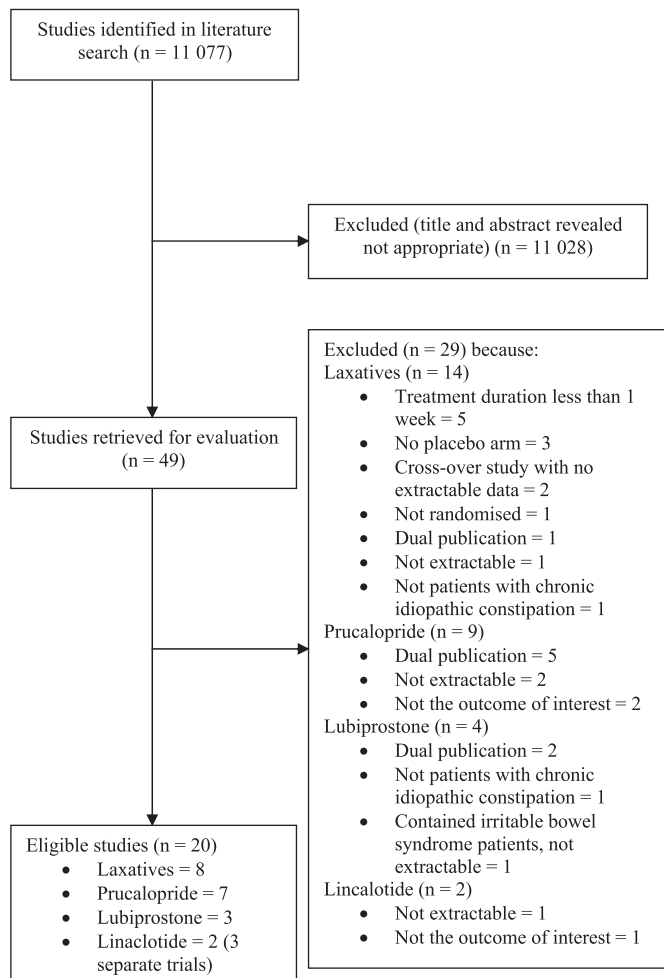 Studies identified in literature
search (n = 11 077)
Excluded (title and abstract revealed
not appropriate) (n = 11 028)
Studies retrieved for evaluation
(n = 49)
Excluded (n = 29) because:
Laxatives (n = 14)
• Treatment duration less than 1
week = 5
• No placebo arm = 3
• Cross-over study with no
extractable data = 2
• Not randomised = 1
• Dual publication = 1
• Not extractable = 1
• Not patients with chronic
idiopathic constipation = 1
Prucalopride (n = 9)
• Dual publication = 5
• Not extractable = 2
• Not the outcome of interest = 2
Lubiprostone (n = 4)
• Dual publication = 2
• Not patients with chronic
idiopathic constipation = 1
• Contained irritable bowel
syndrome patients, not
extractable = 1
Lincalotide (n = 2)
• Not extractable = 1
• Not the outcome of interest = 1
Eligible studies (n = 20)
• Laxatives = 8
• Prucalopride = 7
• Lubiprostone = 3
• Linaclotide = 2 (3
separate trials)